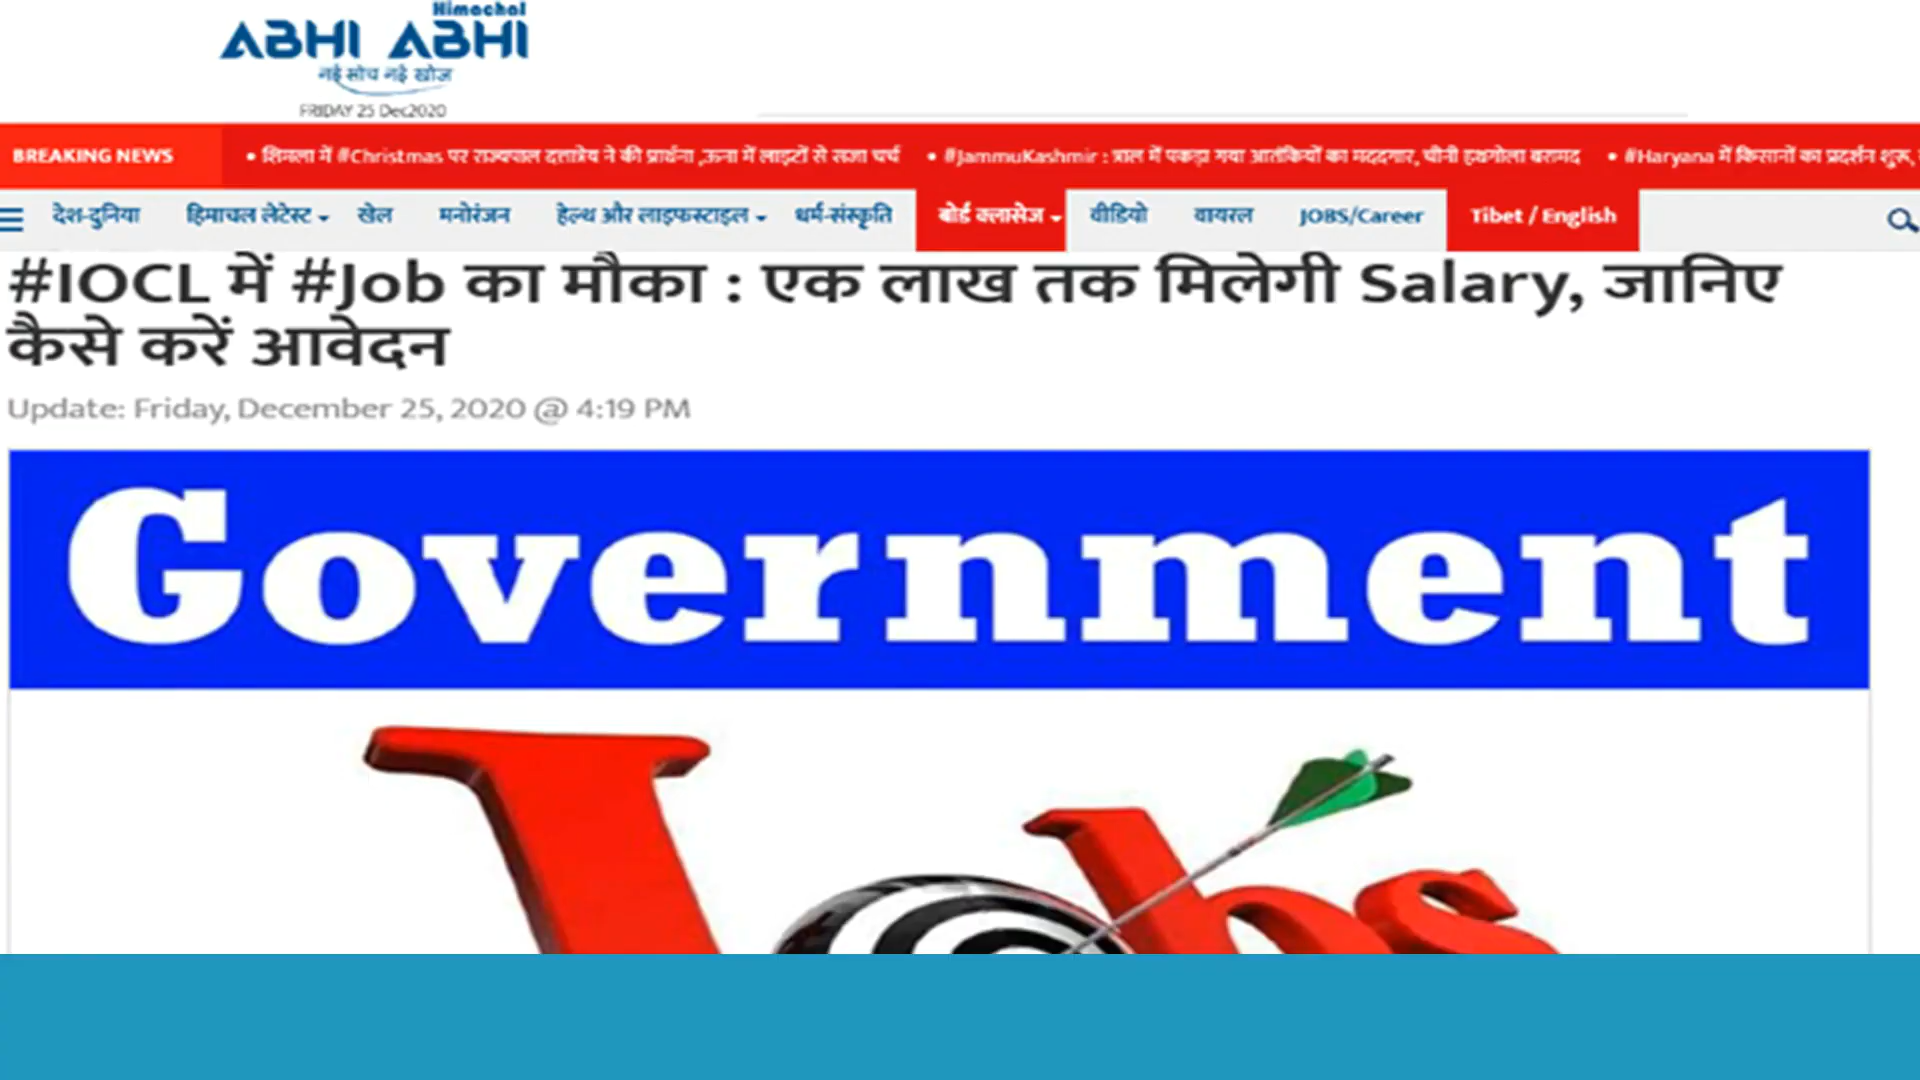 Himachal
ABHI ABHI
नई सोच नई खोज
FRIDAY 25 Dec2020
BREAKING NEWS • शिमला में #Christmas पर राज्यपाल दत्तात्रेय ने की प्रार्थना ,ऊना में लाइटों से सजा चर्च • #JammuKashmir : त्राल में पकड़ा गया आतंकियों का मददगार, चीनी हथगोला बरामद • #Haryana में किसानों का प्रदर्शन शुरू,
देश-दुनिया हिमाचल लेटेस्ट खेल मनोरंजन हेल्थ और लाइफस्टाइल धर्म-संस्कृति बोर्ड क्लासेज वीडियो वायरल JOBS/Career Tibet / English
#IOCL में #Job का मौका : एक लाख तक मिलेगी Salary, जानिए
कैसे करें आवेदन
Update: Friday, December 25, 2020 @ 4:19 PM
Government
Jobs